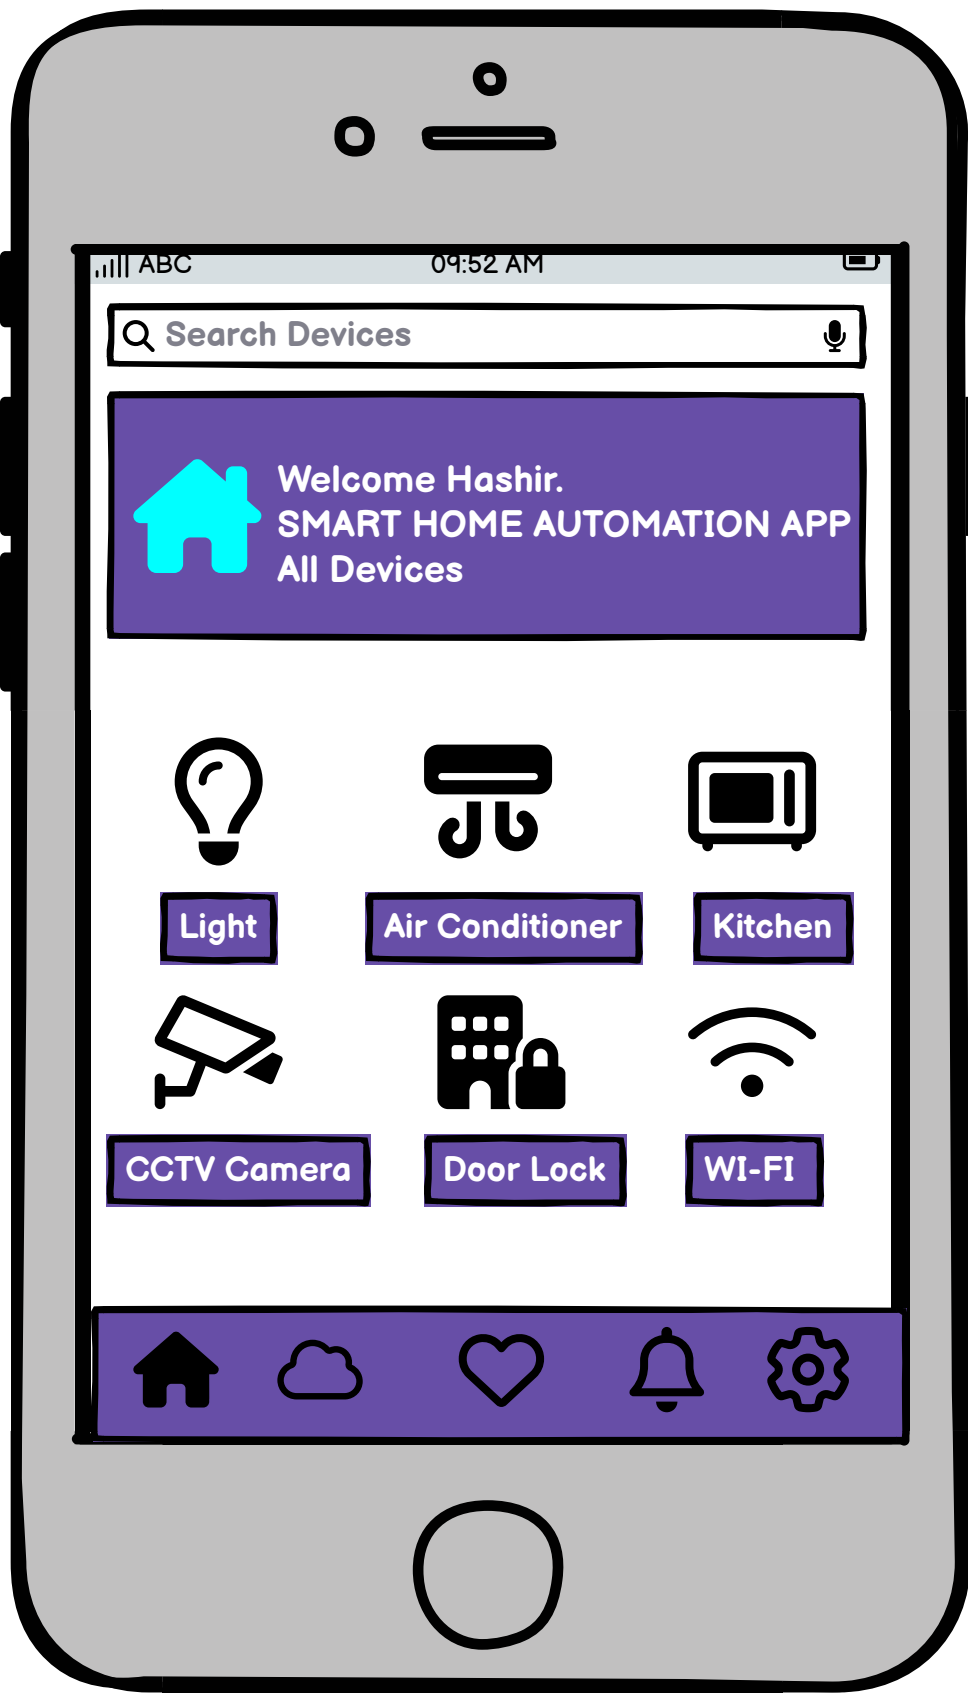 ABC 09:52 AM
Search Devices
Welcome Hashir.
SMART HOME AUTOMATION APP
All Devices
Light Air Conditioner Kitchen
CCTV Camera Door Lock WI-FI